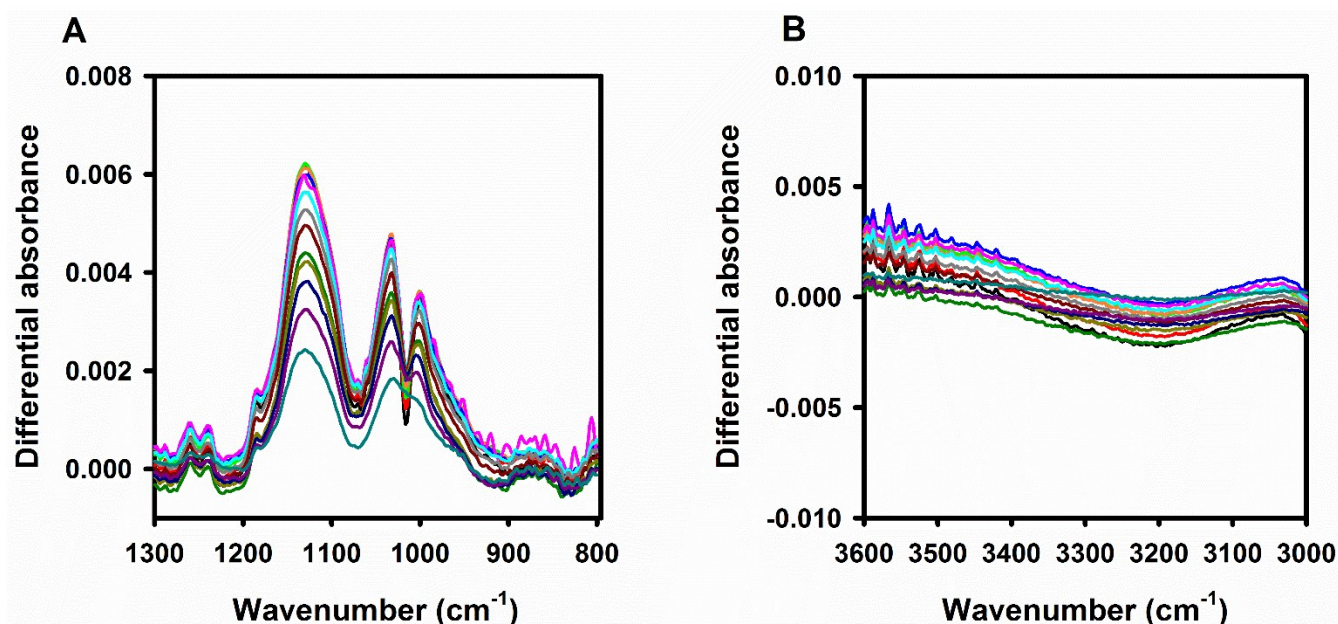 A
0.008
0.006
0.004
0.002
0.000
Differential absorbance
1300 1200 1100 1000 900 800
Wavenumber (cm-1)
B
0.010
0.005
0.000
-0.005
-0.010
Differential absorbance
3600 3500 3400 3300 3200 3100 3000
Wavenumber (cm-1)